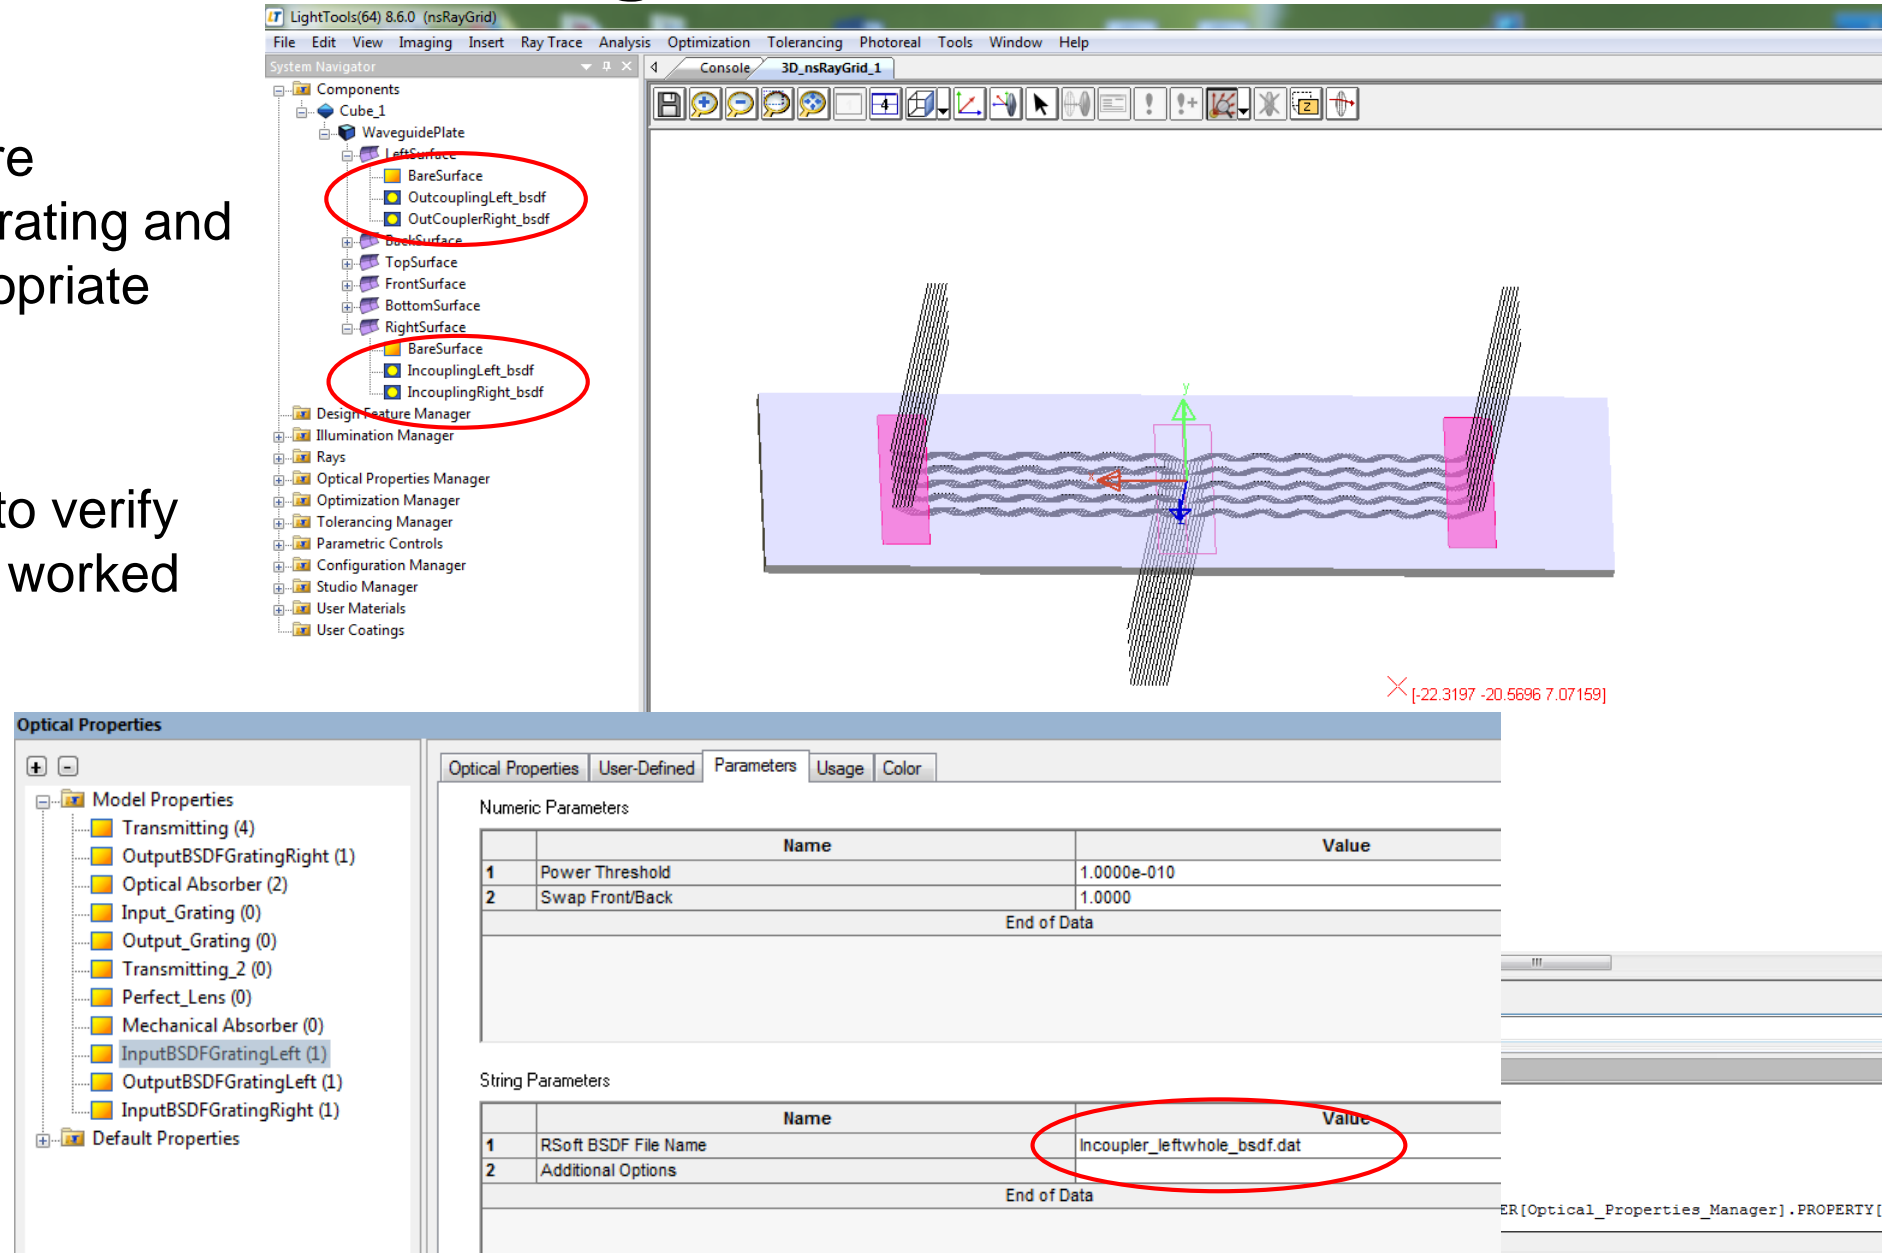 LightTools(64) 8.6.0 (nsRayGrid)
File Edit View Imaging Insert Ray Trace Analysis Optimization Tolerancing Photoreal Tools Window Help
System Navigator
Console 3D_nsRayGrid_1
Components
Cube_1
WaveguidePlate
LeftSurface
BareSurface
OutcouplingLeft_bsdf
OutCouplerRight_bsdf
BackSurface
TopSurface
FrontSurface
BottomSurface
RightSurface
BareSurface
IncouplingLeft_bsdf
IncouplingRight_bsdf
Design Feature Manager
Illumination Manager
Rays
Optical Properties Manager
Optimization Manager
Tolerancing Manager
Parametric Controls
Configuration Manager
Studio Manager
User Materials
User Coatings
re
rating and
opriate
to verify
worked
4
z
y
x
[-22.3197 -20.5696 7.07159]
Optical Properties
Model Properties
Transmitting (4)
OutputBSDFGratingRight (1)
Optical Absorber (2)
Input_Grating (0)
Output_Grating (0)
Transmitting_2 (0)
Perfect_Lens (0)
Mechanical Absorber (0)
InputBSDFGratingLeft (1)
OutputBSDFGratingLeft (1)
InputBSDFGratingRight (1)
Default Properties
Optical Properties User-Defined Parameters Usage Color
Numeric Parameters
Name Value
1 Power Threshold 1.0000e-010
2 Swap Front/Back 1.0000
End of Data
String Parameters
Name Value
1 RSoft BSDF File Name Incoupler_leftwhole_bsdf.dat
2 Additional Options
End of Data
ER[Optical_Properties_Manager].PROPERTY[